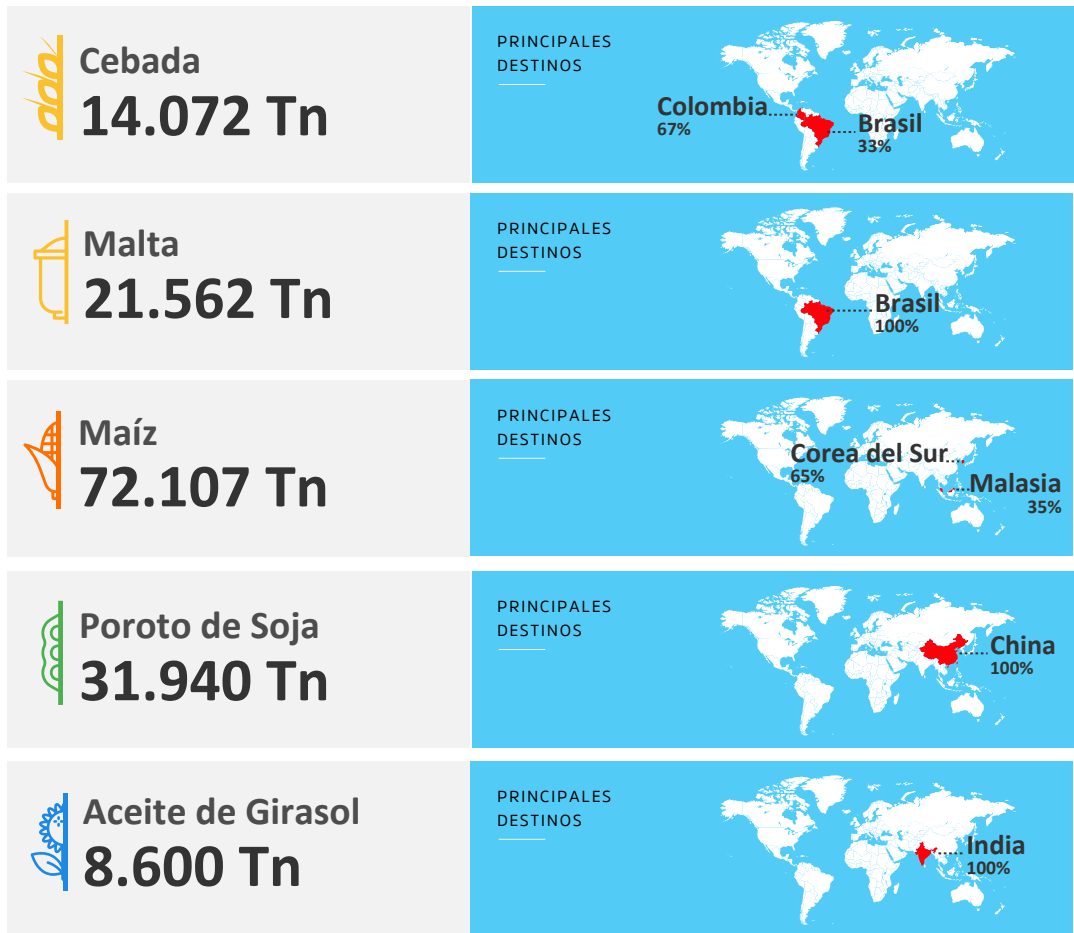 Cebada
14.072 Tn
PRINCIPALES
DESTINOS
Colombia
67%
Brasil
33%
Malta
21.562 Tn
PRINCIPALES
DESTINOS
Brasil
100%
Maíz
72.107 Tn
PRINCIPALES
DESTINOS
Corea del Sur
65%
Malasia
35%
Poroto de Soja
31.940 Tn
PRINCIPALES
DESTINOS
China
100%
Aceite de Girasol
8.600 Tn
PRINCIPALES
DESTINOS
India
100%